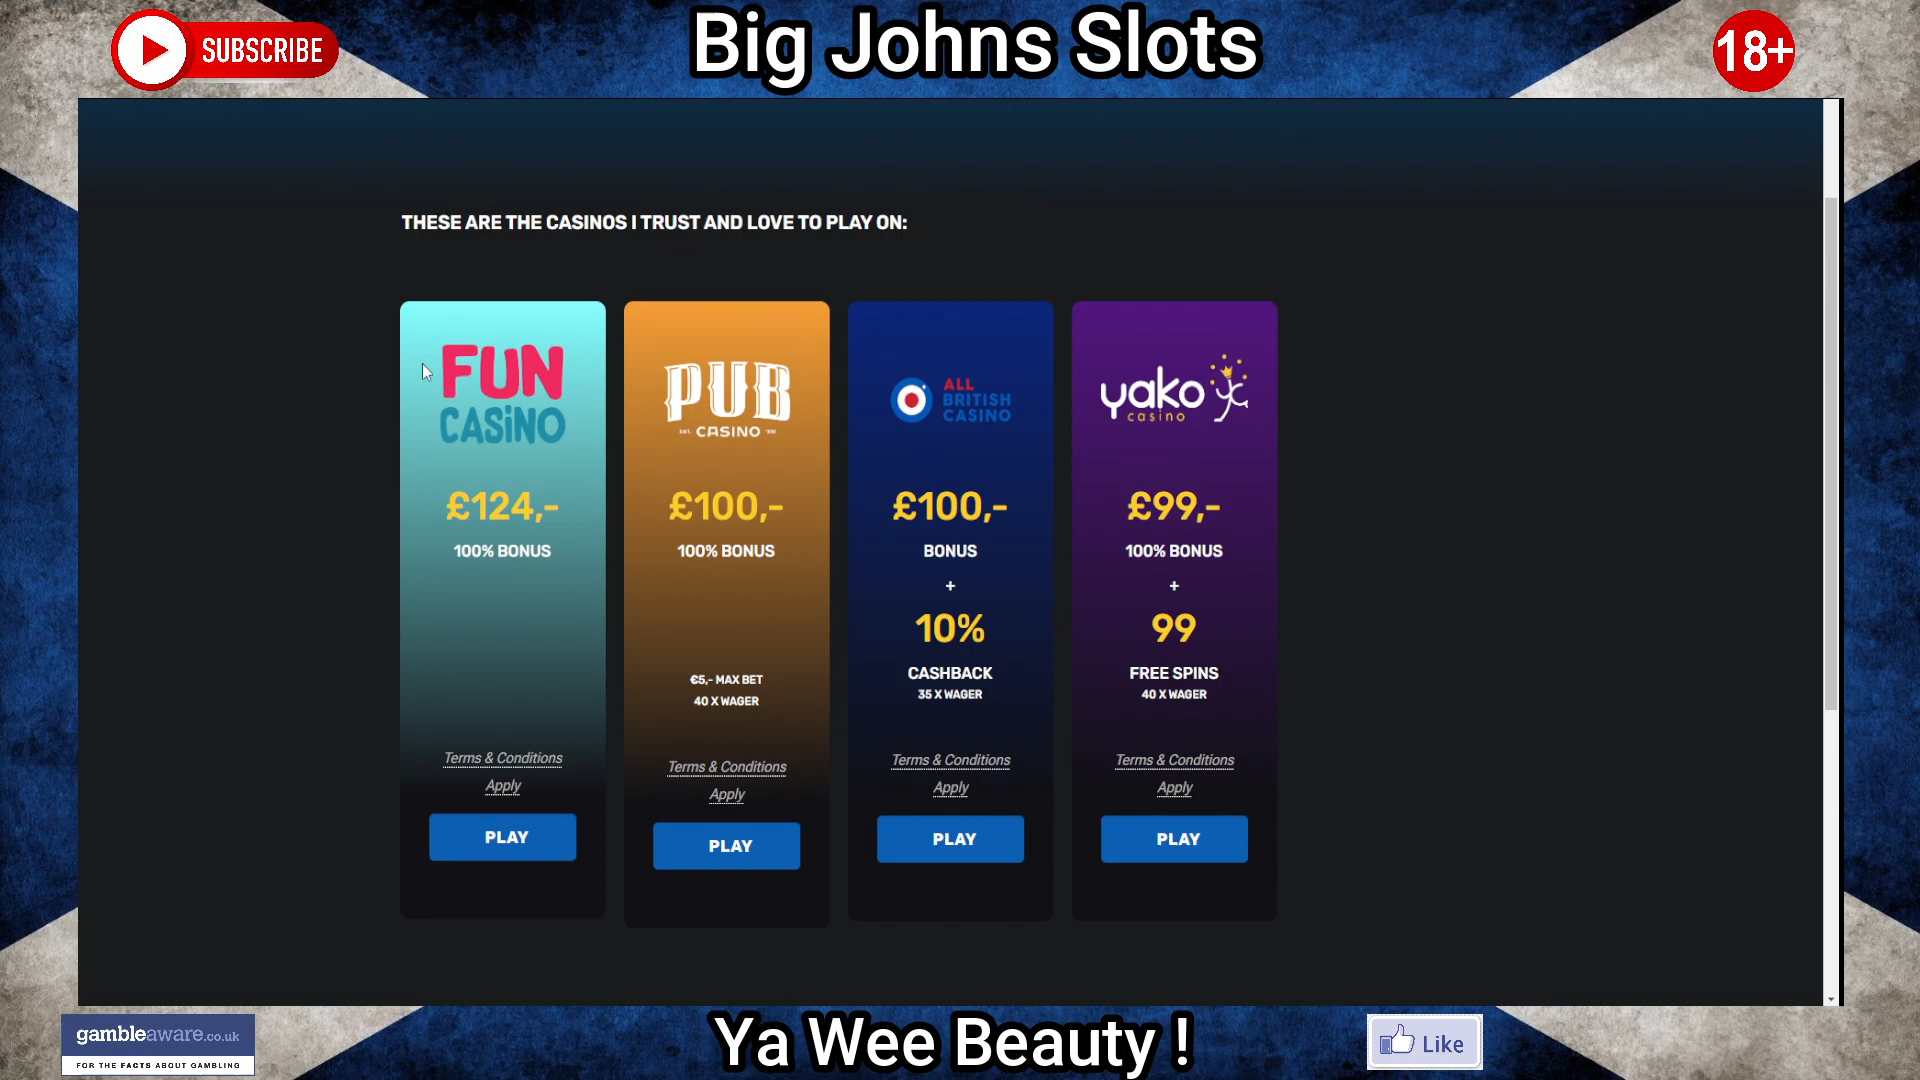 SUBSCRIBE
Big Johns Slots
18+
THESE ARE THE CASINOS I TRUST AND LOVE TO PLAY ON:
FUN
CASiNO
£124,-
100% BONUS
Terms & Conditions
Apply
PLAY
PUB
CASINO
£100,-
100% BONUS
€5,- MAX BET
40 X WAGER
Terms & Conditions
Apply
PLAY
ALL
BRITISH
CASINO
£100,-
BONUS
+
10%
CASHBACK
35 X WAGER
Terms & Conditions
Apply
PLAY
yako
casino
£99,-
100% BONUS
+
99
FREE SPINS
40 X WAGER
Terms & Conditions
Apply
PLAY
gambleaware.co.uk
FOR THE FACTS ABOUT GAMBLING
Ya Wee Beauty !
Like